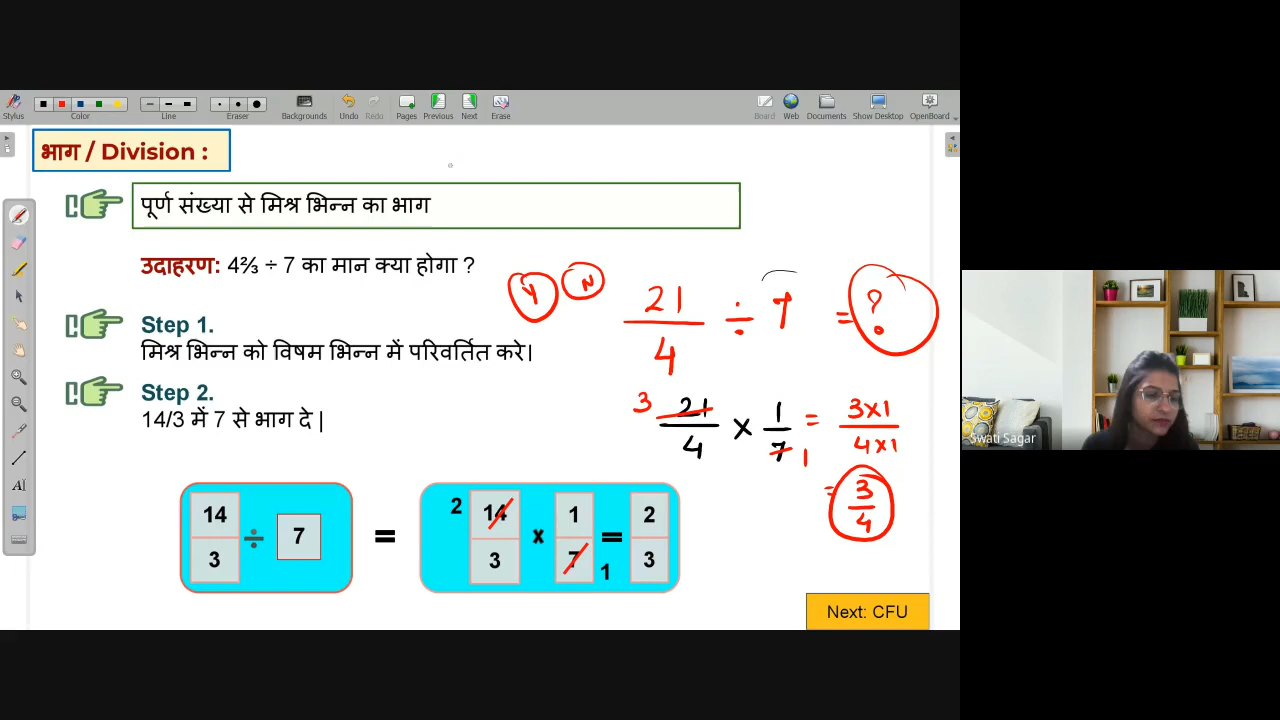 Stylus
Color
Line
Eraser
Backgrounds
Undo
Redo
Pages
Previous
Next
Erase
Board
Web
Documents
Show Desktop
OpenBoard
भाग / Division :
पूर्ण संख्या से मिश्र भिन्न का भाग
उदाहरण: 4⅔ ÷ 7 का मान क्या होगा ?
Y N
21/4 ÷ 7 = ?
Step 1.
मिश्र भिन्न को विषम भिन्न में परिवर्तित करे।
Step 2.
14/3 में 7 से भाग दे |
3 21/4 x 1/7 1 = 3x1/4x1
= 3/4
14/3 ÷ 7 = 2 14/3 x 1/7 1 = 2/3
Next: CFU
Swati Sagar